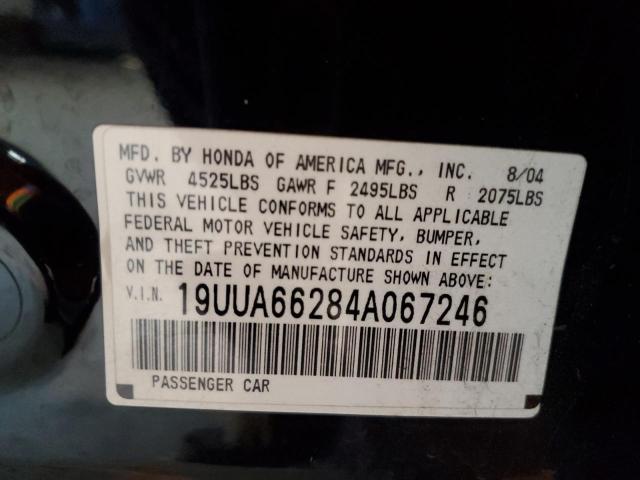 MFD. BY HONDA OF AMERICA MFG., INC. 8/04
GVWR 4525LBS GAWR F 2495LBS R 2075LBS
THIS VEHICLE CONFORMS TO ALL APPLICABLE
FEDERAL MOTOR VEHICLE SAFETY, BUMPER,
AND THEFT PREVENTION STANDARDS IN EFFECT
ON THE DATE OF MANUFACTURE SHOWN ABOVE:
V.I.N. 19UUA66284A067246
PASSENGER CAR